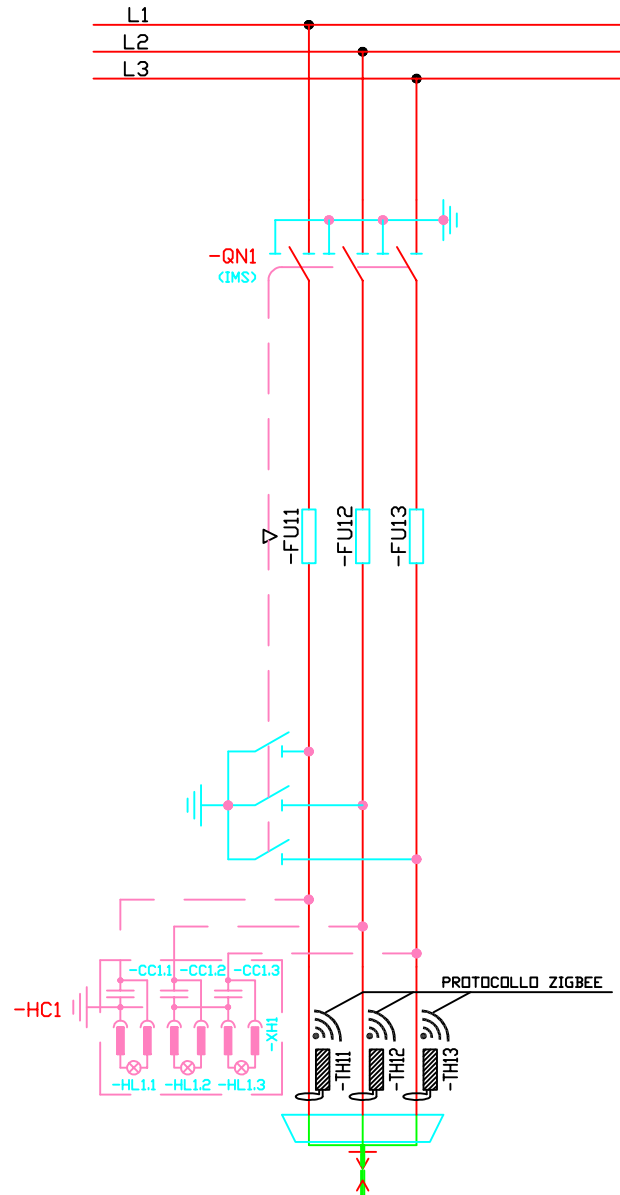 L1
L2
L3
-QN1
(IMS)
-FU11
-FU12
-FU13
-CC1.1
-CC1.2
-CC1.3
PROTOCOLLO ZIGBEE
-HC1
-XH1
-TH11
-TH12
-TH13
-HL1.1
-HL1.2
-HL1.3